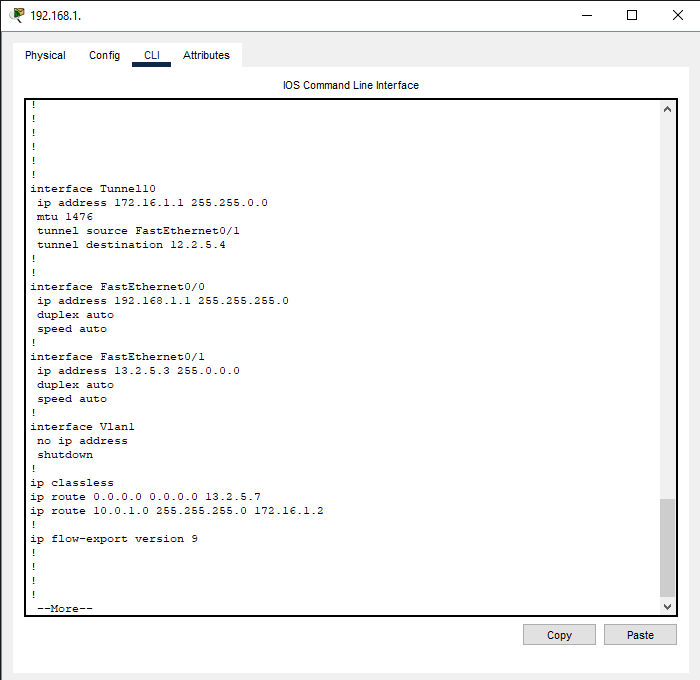 192.168.1.
Physical Config CLI Attributes
IOS Command Line Interface
!
!
!
!
!
!
interface Tunnel10
ip address 172.16.1.1 255.255.0.0
mtu 1476
tunnel source FastEthernet0/1
tunnel destination 12.2.5.4
!
!
interface FastEthernet0/0
ip address 192.168.1.1 255.255.255.0
duplex auto
speed auto
!
interface FastEthernet0/1
ip address 13.2.5.3 255.0.0.0
duplex auto
speed auto
!
interface Vlan1
no ip address
shutdown
!
ip classless
ip route 0.0.0.0 0.0.0.0 13.2.5.7
ip route 10.0.1.0 255.255.255.0 172.16.1.2
!
ip flow-export version 9
!
!
!
!
--More--
Copy Paste